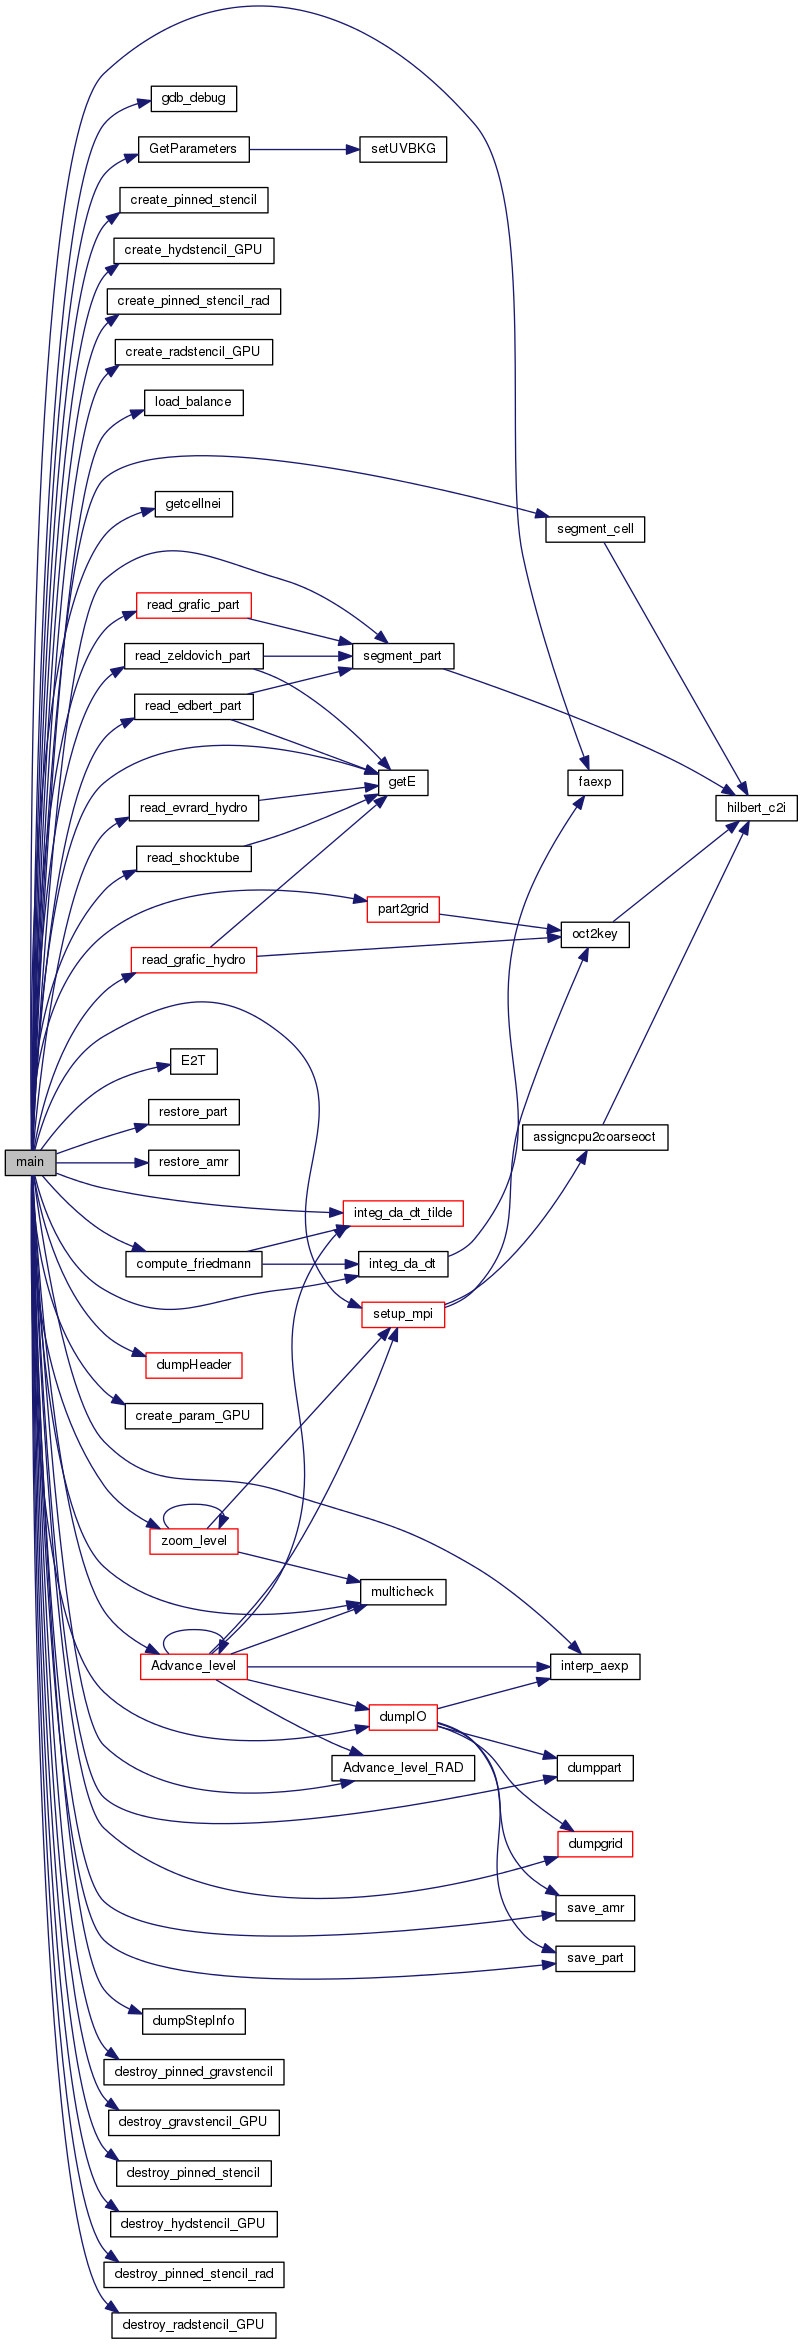 gdb_debug
GetParameters
setUVBKG
create_pinned_stencil
create_hydstencil_GPU
create_pinned_stencil_rad
create_radstencil_GPU
load_balance
getcellnei
segment_cell
read_grafic_part
read_zeldovich_part
segment_part
read_edbert_part
getE
faexp
read_evrard_hydro
hilbert_c2i
read_shocktube
part2grid
oct2key
read_grafic_hydro
E2T
restore_part
assigncpu2coarseoct
main
restore_amr
integ_da_dt_tilde
compute_friedmann
integ_da_dt
setup_mpi
dumpHeader
create_param_GPU
zoom_level
multicheck
Advance_level
interp_aexp
dumpIO
Advance_level_RAD
dumppart
dumpgrid
save_amr
save_part
dumpStepInfo
destroy_pinned_gravstencil
destroy_gravstencil_GPU
destroy_pinned_stencil
destroy_hydstencil_GPU
destroy_pinned_stencil_rad
destroy_radstencil_GPU